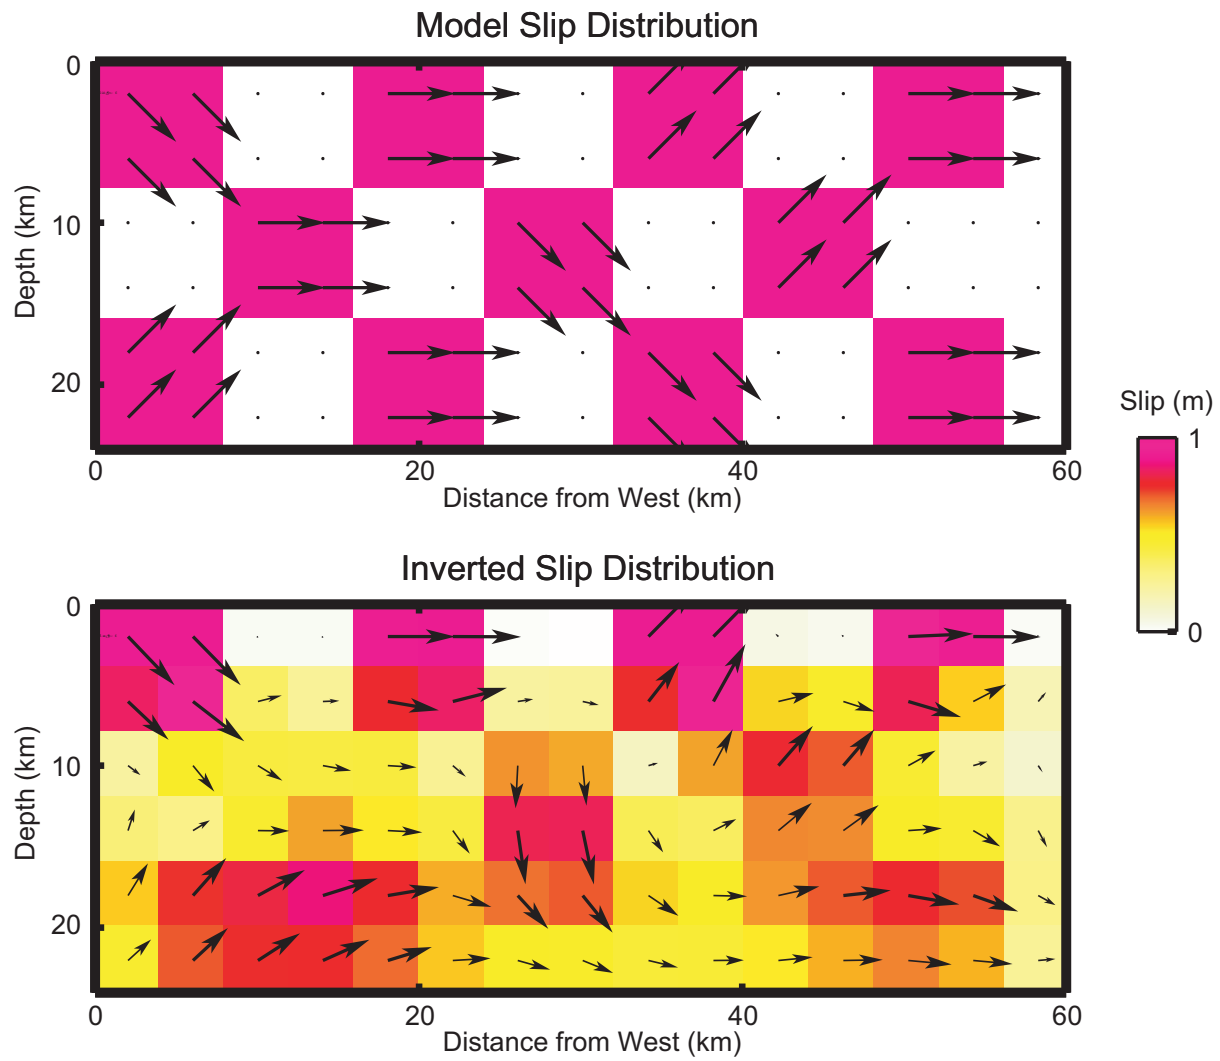 Model Slip Distribution
0
10
20
Depth (km)
0 20 40 60
Distance from West (km)
Slip (m)
1
0
Inverted Slip Distribution
0
10
20
Depth (km)
0 20 40 60
Distance from West (km)